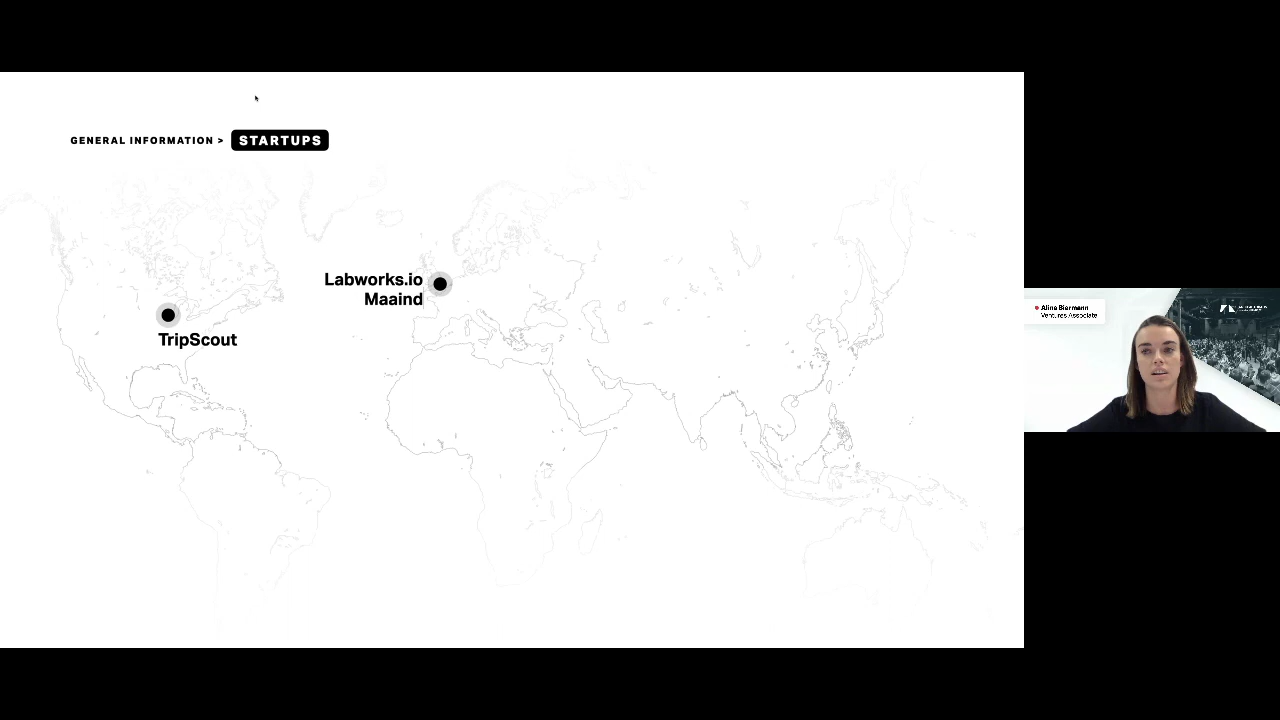 GENERAL INFORMATION >
STARTUPS
Labworks.io
Maaind
TripScout
Aline Biermann
Ventures Associate